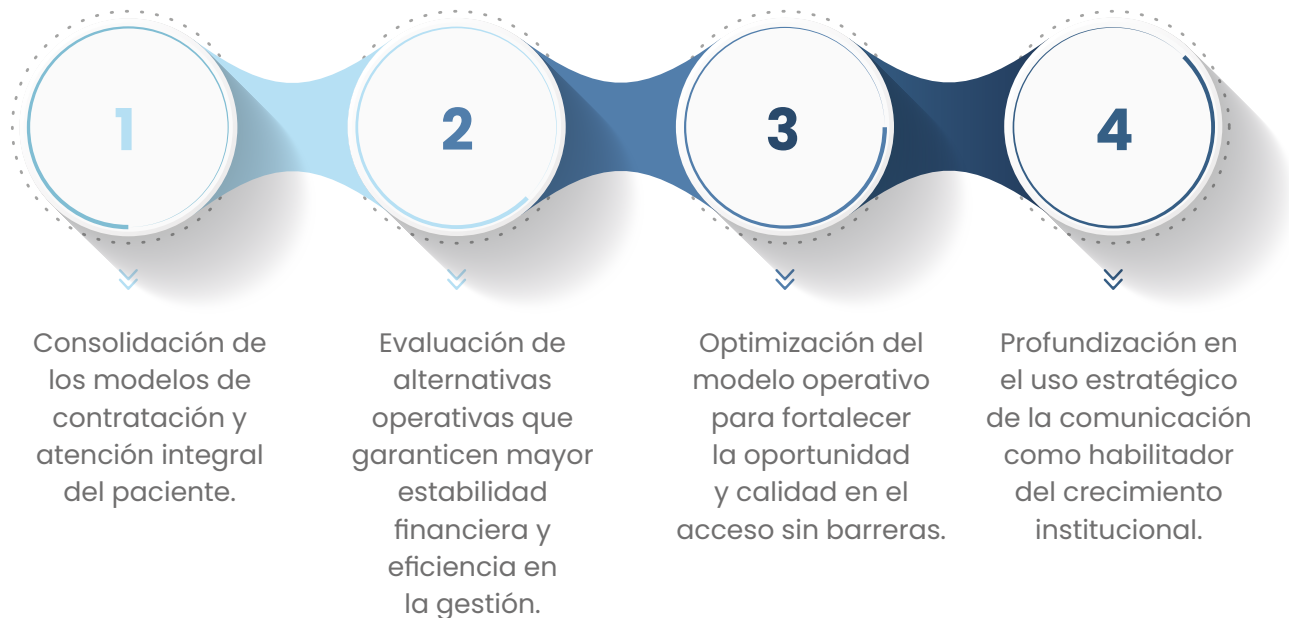 1
Consolidación de
los modelos de
contratación y
atención integral
del paciente.
2
Evaluación de
alternativas
operativas que
garanticen mayor
estabilidad
financiera y
eficiencia en
la gestión.
3
Optimización del
modelo operativo
para fortalecer
la oportunidad
y calidad en el
acceso sin barreras.
4
Profundización en
el uso estratégico
de la comunicación
como habilitador
del crecimiento
institucional.